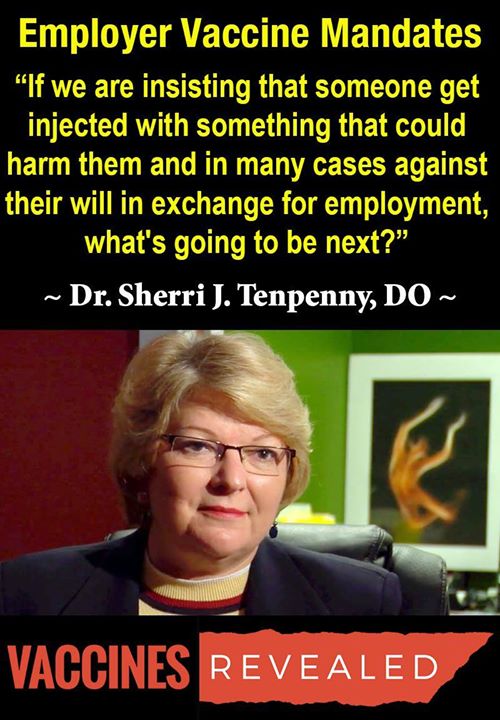 Employer Vaccine Mandates
“If we are insisting that someone get
injected with something that could
harm them and in many cases against
their will in exchange for employment,
what's going to be next?”
~ Dr. Sherri J. Tenpenny, DO ~
VACCINES REVEALED